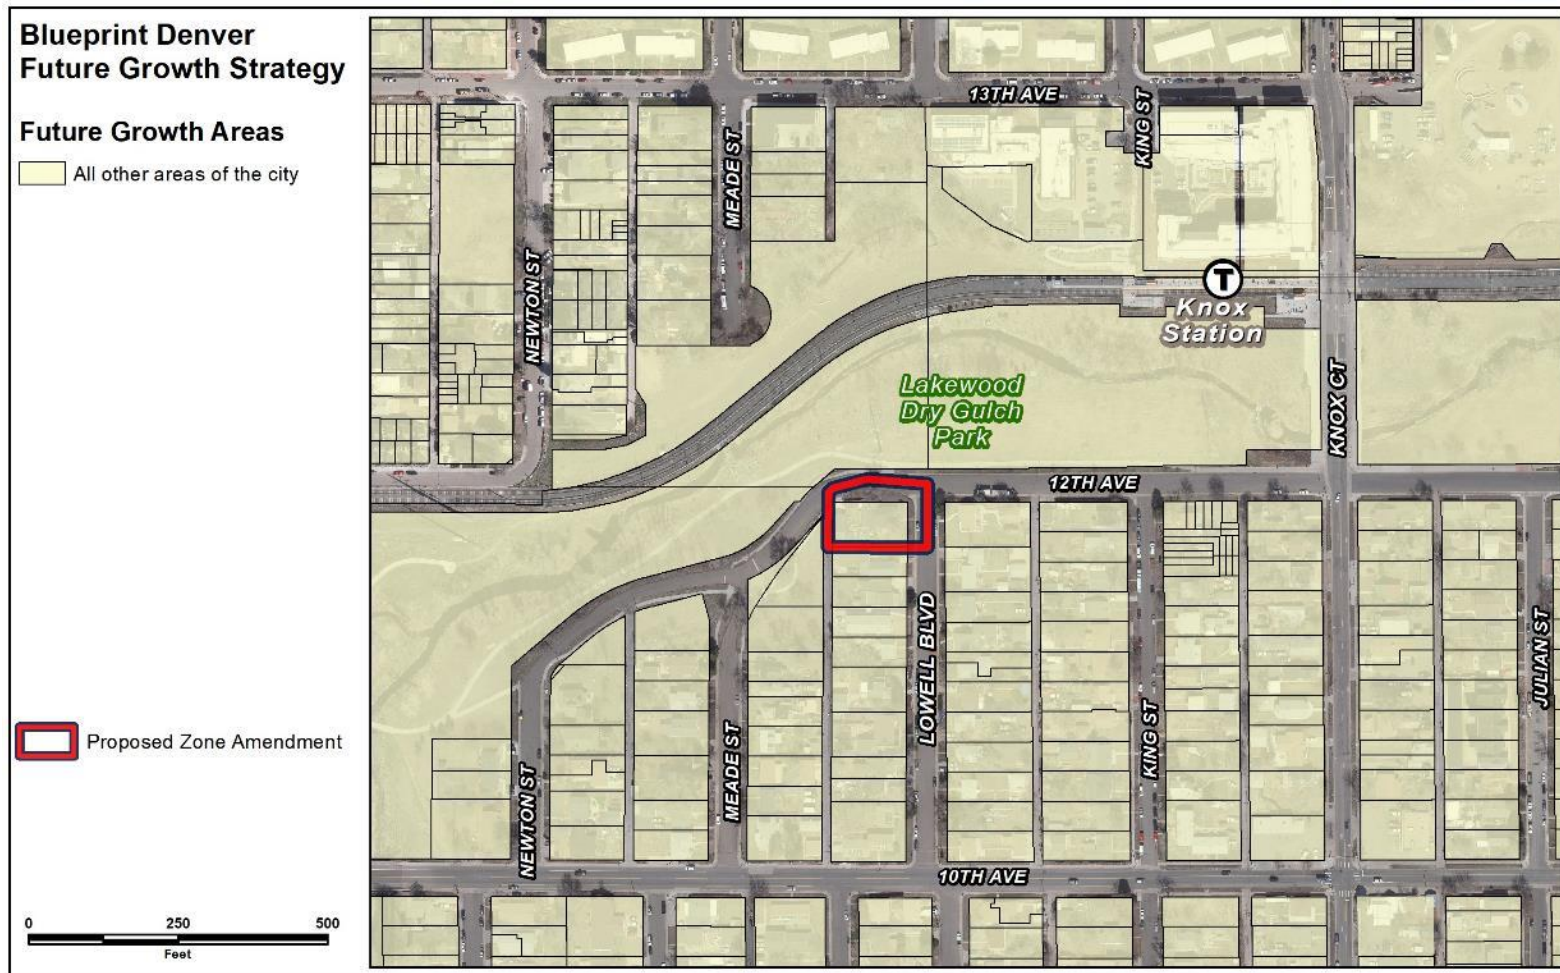 Blueprint Denver
Future Growth Strategy
Future Growth Areas
All other areas of the city
Proposed Zone Amendment
0 250 500
Feet
13TH AVE
KING ST
MEADE ST
NEWTON ST
T
Knox
Station
KNOX CT
Lakewood
Dry Gulch
Park
12TH AVE
LOWELL BLVD
JULIAN ST
KING ST
MEADE ST
NEWTON ST
10TH AVE